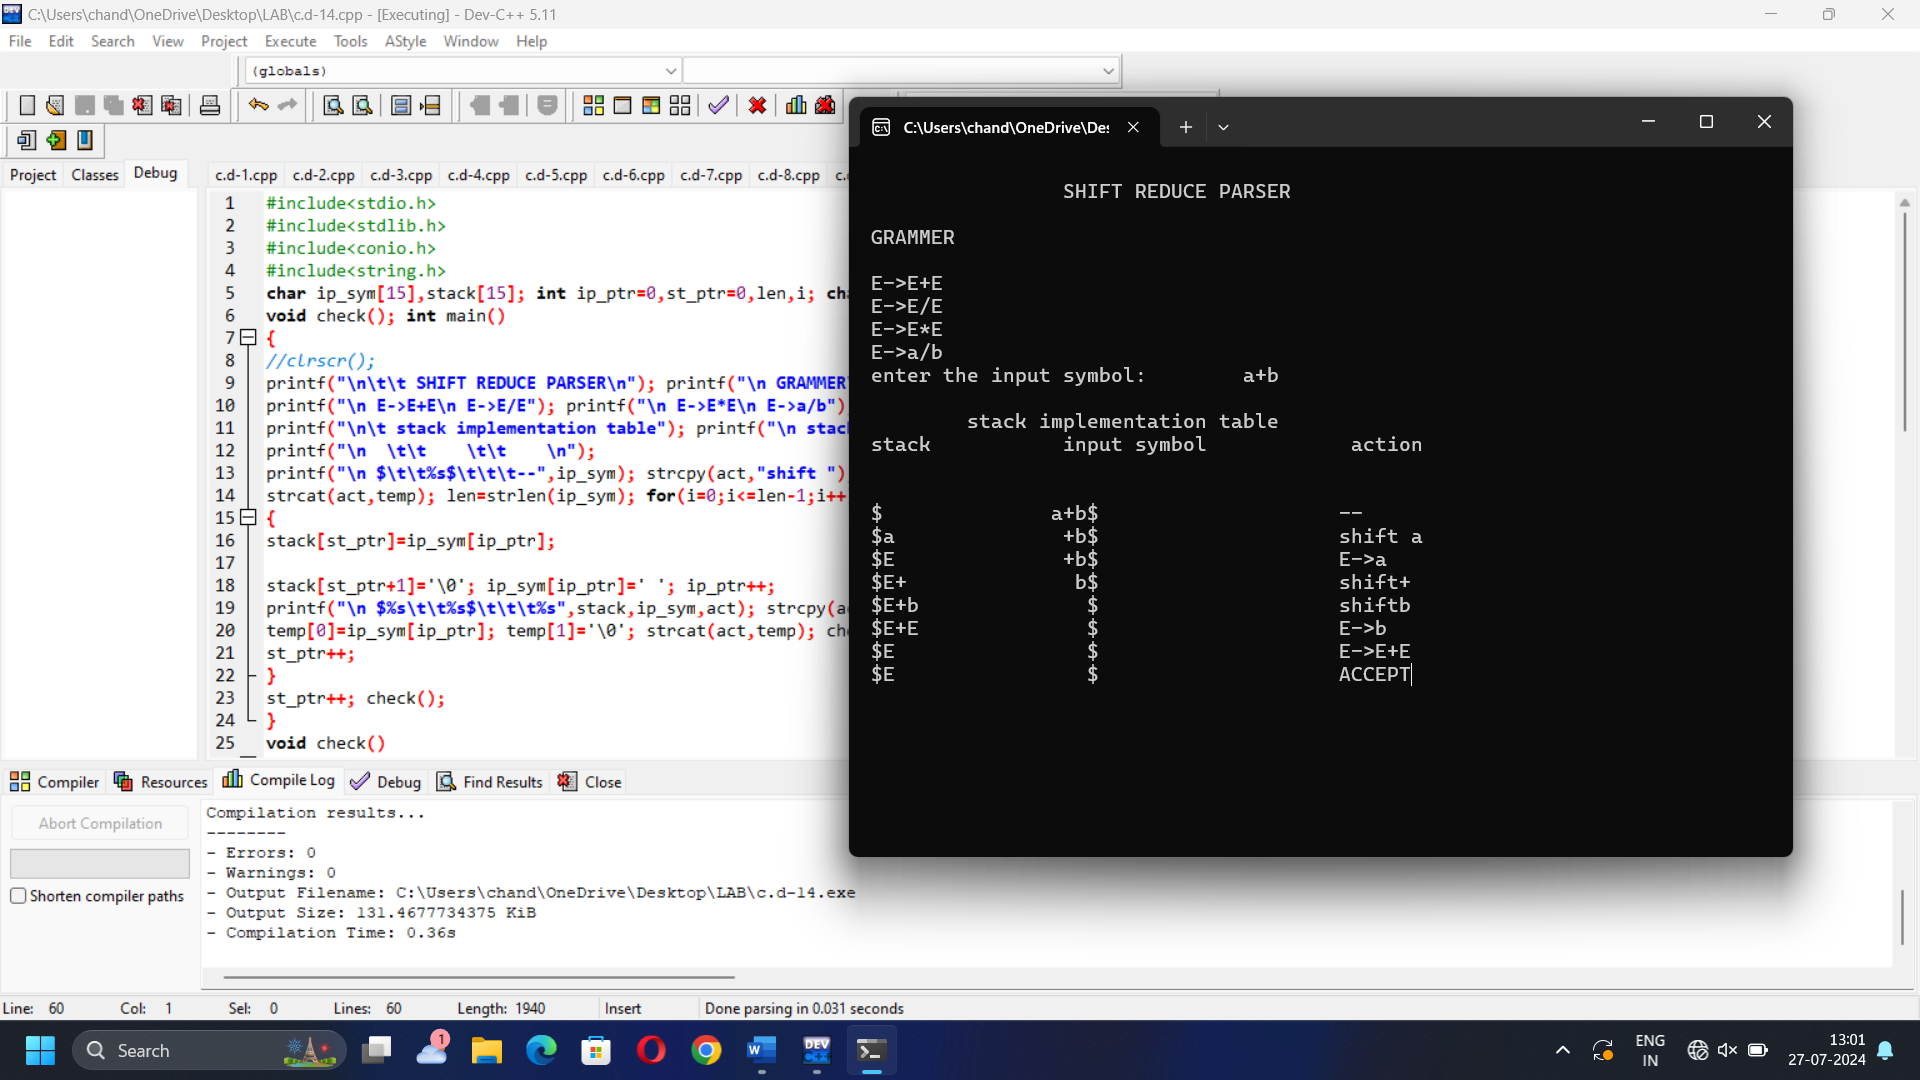 C:\Users\chand\OneDrive\Desktop\LAB\c.d-14.cpp - [Executing] - Dev-C++ 5.11
File Edit Search View Project Execute Tools AStyle Window Help
(globals)
Project Classes Debug
c.d-1.cpp c.d-2.cpp c.d-3.cpp c.d-4.cpp c.d-5.cpp c.d-6.cpp c.d-7.cpp c.d-8.cpp c.
1 #include<stdio.h>
2 #include<stdlib.h>
3 #include<conio.h>
4 #include<string.h>
5 char ip_sym[15],stack[15]; int ip_ptr=0,st_ptr=0,len,i; ch
6 void check(); int main()
7 {
8 //clrscr();
9 printf("\n\t\t SHIFT REDUCE PARSER\n"); printf("\n GRAMMER
10 printf("\n E->E+E\n E->E/E"); printf("\n E->E*E\n E->a/b")
11 printf("\n\t stack implementation table"); printf("\n stac
12 printf("\n \t\t \t\t \n");
13 printf("\n $\t\t%s$\t\t\t--",ip_sym); strcpy(act,"shift ")
14 strcat(act,temp); len=strlen(ip_sym); for(i=0;i<=len-1;i++
15 {
16 stack[st_ptr]=ip_sym[ip_ptr];
17
18 stack[st_ptr+1]='\0'; ip_sym[ip_ptr]=' '; ip_ptr++;
19 printf("\n $%s\t\t%s$\t\t\t%s",stack,ip_sym,act); strcpy(a
20 temp[0]=ip_sym[ip_ptr]; temp[1]='\0'; strcat(act,temp); ch
21 st_ptr++;
22 }
23 st_ptr++; check();
24 }
25 void check()
C:\Users\chand\OneDrive\De
SHIFT REDUCE PARSER
GRAMMER
E->E+E
E->E/E
E->E*E
E->a/b
enter the input symbol: a+b
stack implementation table
stack input symbol action
$ a+b$ --
$a +b$ shift a
$E +b$ E->a
$E+ b$ shift+
$E+b $ shiftb
$E+E $ E->b
$E $ E->E+E
$E $ ACCEPT
Compiler Resources Compile Log Debug Find Results Close
Abort Compilation
Shorten compiler paths
Compilation results...
--------
- Errors: 0
- Warnings: 0
- Output Filename: C:\Users\chand\OneDrive\Desktop\LAB\c.d-14.exe
- Output Size: 131.4677734375 KiB
- Compilation Time: 0.36s
Line: 60 Col: 1 Sel: 0 Lines: 60 Length: 1940 Insert Done parsing in 0.031 seconds
Search
1
W
DEV C++
ENG
IN
13:01
27-07-2024